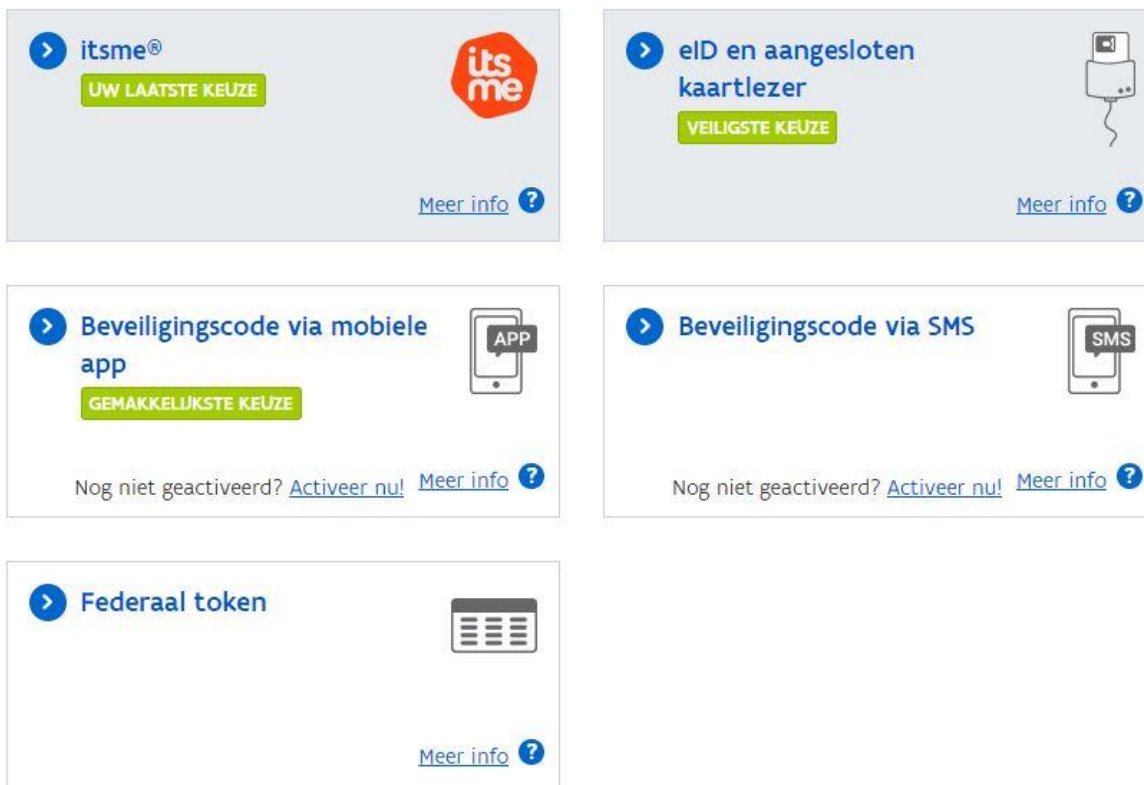 itsme®
UW LAATSTE KEUZE
its
me
Meer info ?
eID en aangesloten
kaartlezer
VEILIGSTE KEUZE
Meer info ?
Beveiligingscode via mobiele
app
GEMAKKELIJKSTE KEUZE
APP
Nog niet geactiveerd? Activeer nu! Meer info ?
Beveiligingscode via SMS
SMS
Nog niet geactiveerd? Activeer nu! Meer info ?
Federaal token
Meer info ?